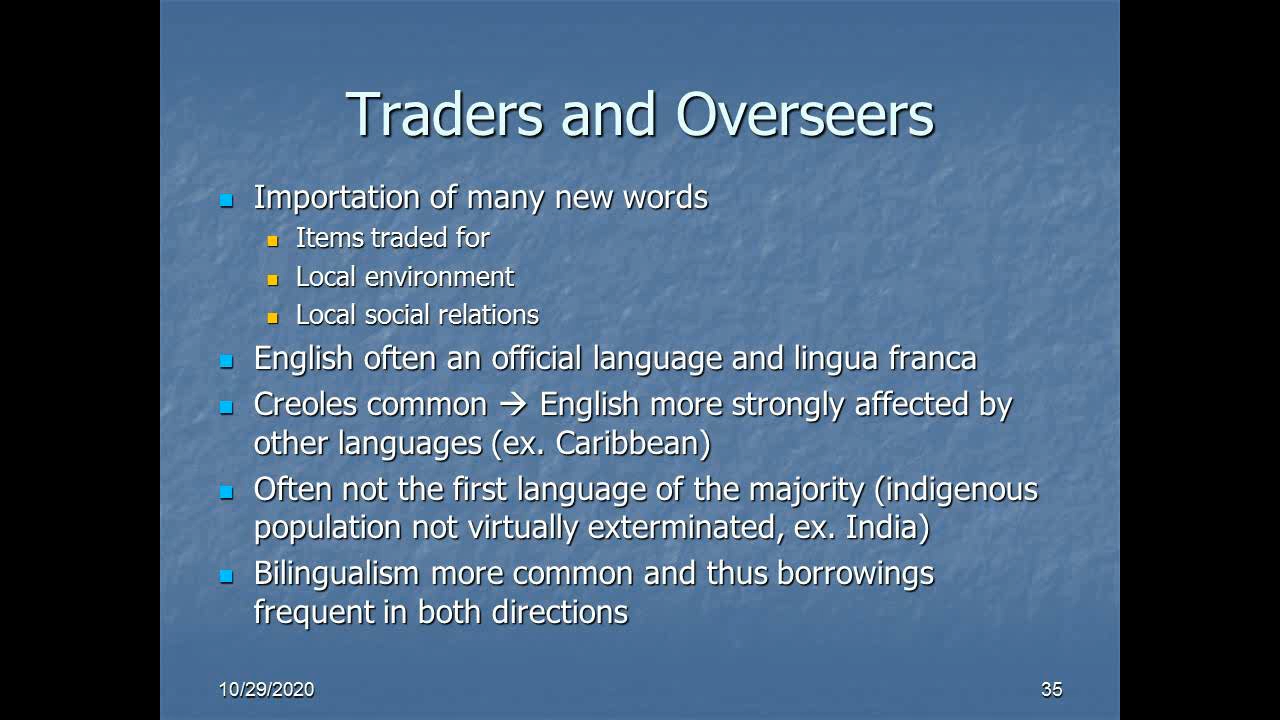 Traders and Overseers
Importation of many new words
Items traded for
Local environment
Local social relations
English often an official language and lingua franca
Creoles common → English more strongly affected by
other languages (ex. Caribbean)
Often not the first language of the majority (indigenous
population not virtually exterminated, ex. India)
Bilingualism more common and thus borrowings
frequent in both directions
10/29/2020
35